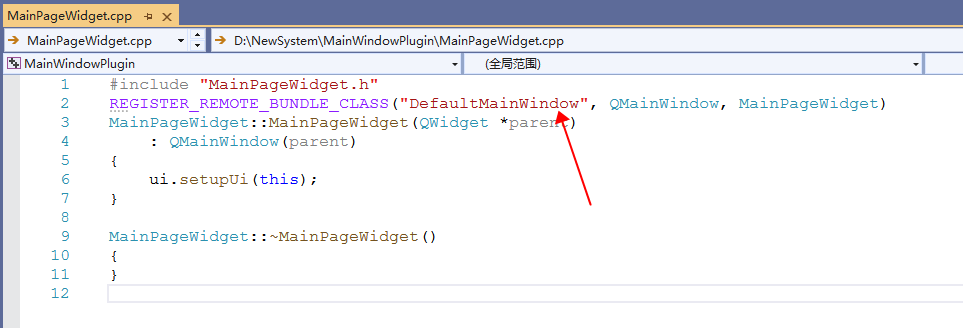 MainPageWidget.cpp
MainPageWidget.cpp D:\NewSystem\MainWindowPlugin\MainPageWidget.cpp
MainWindowPlugin (全局范围)
1 #include "MainPageWidget.h"
2 REGISTER_REMOTE_BUNDLE_CLASS("DefaultMainWindow", QMainWindow, MainPageWidget)
3 MainPageWidget::MainPageWidget(QWidget *parent)
4 : QMainWindow(parent)
5 {
6 ui.setupUi(this);
7 }
8
9 MainPageWidget::~MainPageWidget()
10 {
11 }
12